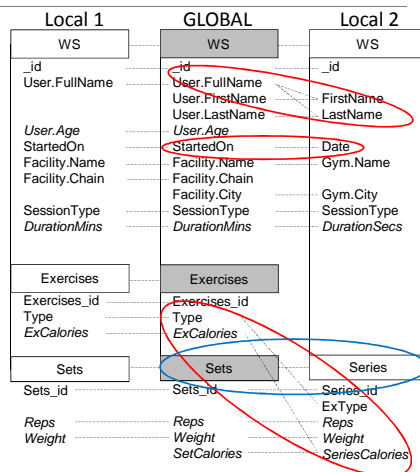 Local 1 GLOBAL Local 2
WS WS WS
_id _id _id
User.FullName User.FullName
User.FirstName FirstName
User.LastName LastName
User.Age User.Age
StartedOn StartedOn Date
Facility.Name Facility.Name Gym.Name
Facility.Chain Facility.Chain
Facility.City Gym.City
SessionType SessionType SessionType
DurationMins DurationMins DurationSecs
Exercises Exercises
Exercises_id Exercises_id
Type Type
ExCalories ExCalories
Sets Sets Series
Sets_id Sets_id Series_id
ExType
Reps Reps Reps
Weight Weight Weight
SetCalories SeriesCalories